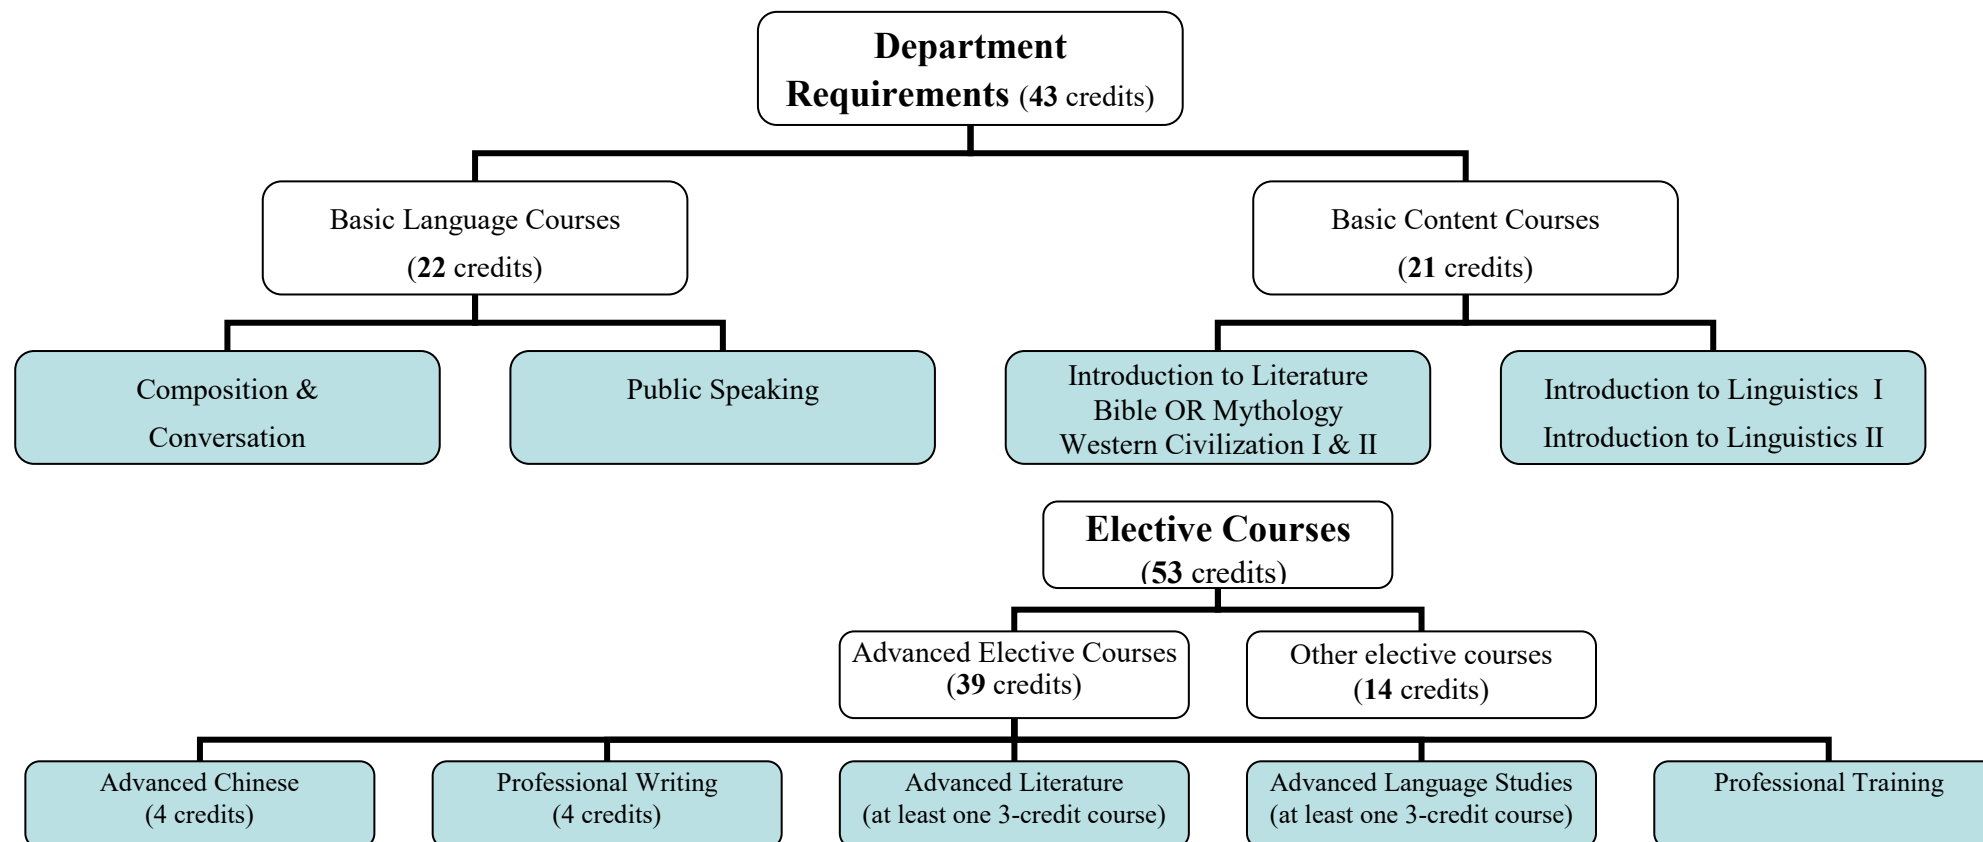 Department
Requirements (43 credits)
Basic Language Courses
(22 credits)
Basic Content Courses
(21 credits)
Composition &
Conversation
Public Speaking
Introduction to Literature
Bible OR Mythology
Western Civilization I & II
Introduction to Linguistics I
Introduction to Linguistics II
Elective Courses
(53 credits)
Advanced Elective Courses
(39 credits)
Other elective courses
(14 credits)
Advanced Chinese
(4 credits)
Professional Writing
(4 credits)
Advanced Literature
(at least one 3-credit course)
Advanced Language Studies
(at least one 3-credit course)
Professional Training